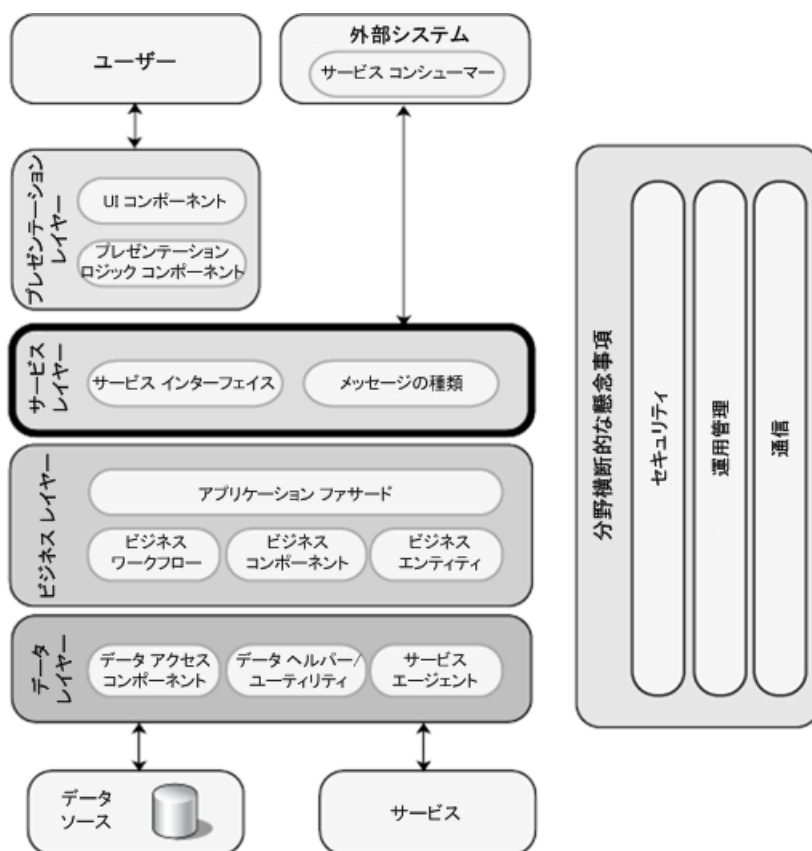 ユーザー
外部システム
サービス コンシューマー
プレゼンテーション
レイヤー
UI コンポーネント
プレゼンテーション
ロジック コンポーネント
サービス
レイヤー
サービス インターフェイス
メッセージの種類
ビジネス レイヤー
アプリケーション ファサード
ビジネス
ワークフロー
ビジネス
コンポーネント
ビジネス
エンティティ
データ
レイヤー
データ アクセス
コンポーネント
データ ヘルパー/
ユーティリティ
サービス
エージェント
データ
ソース
サービス
分野横断的な懸念事項
セキュリティ
運用管理
通信